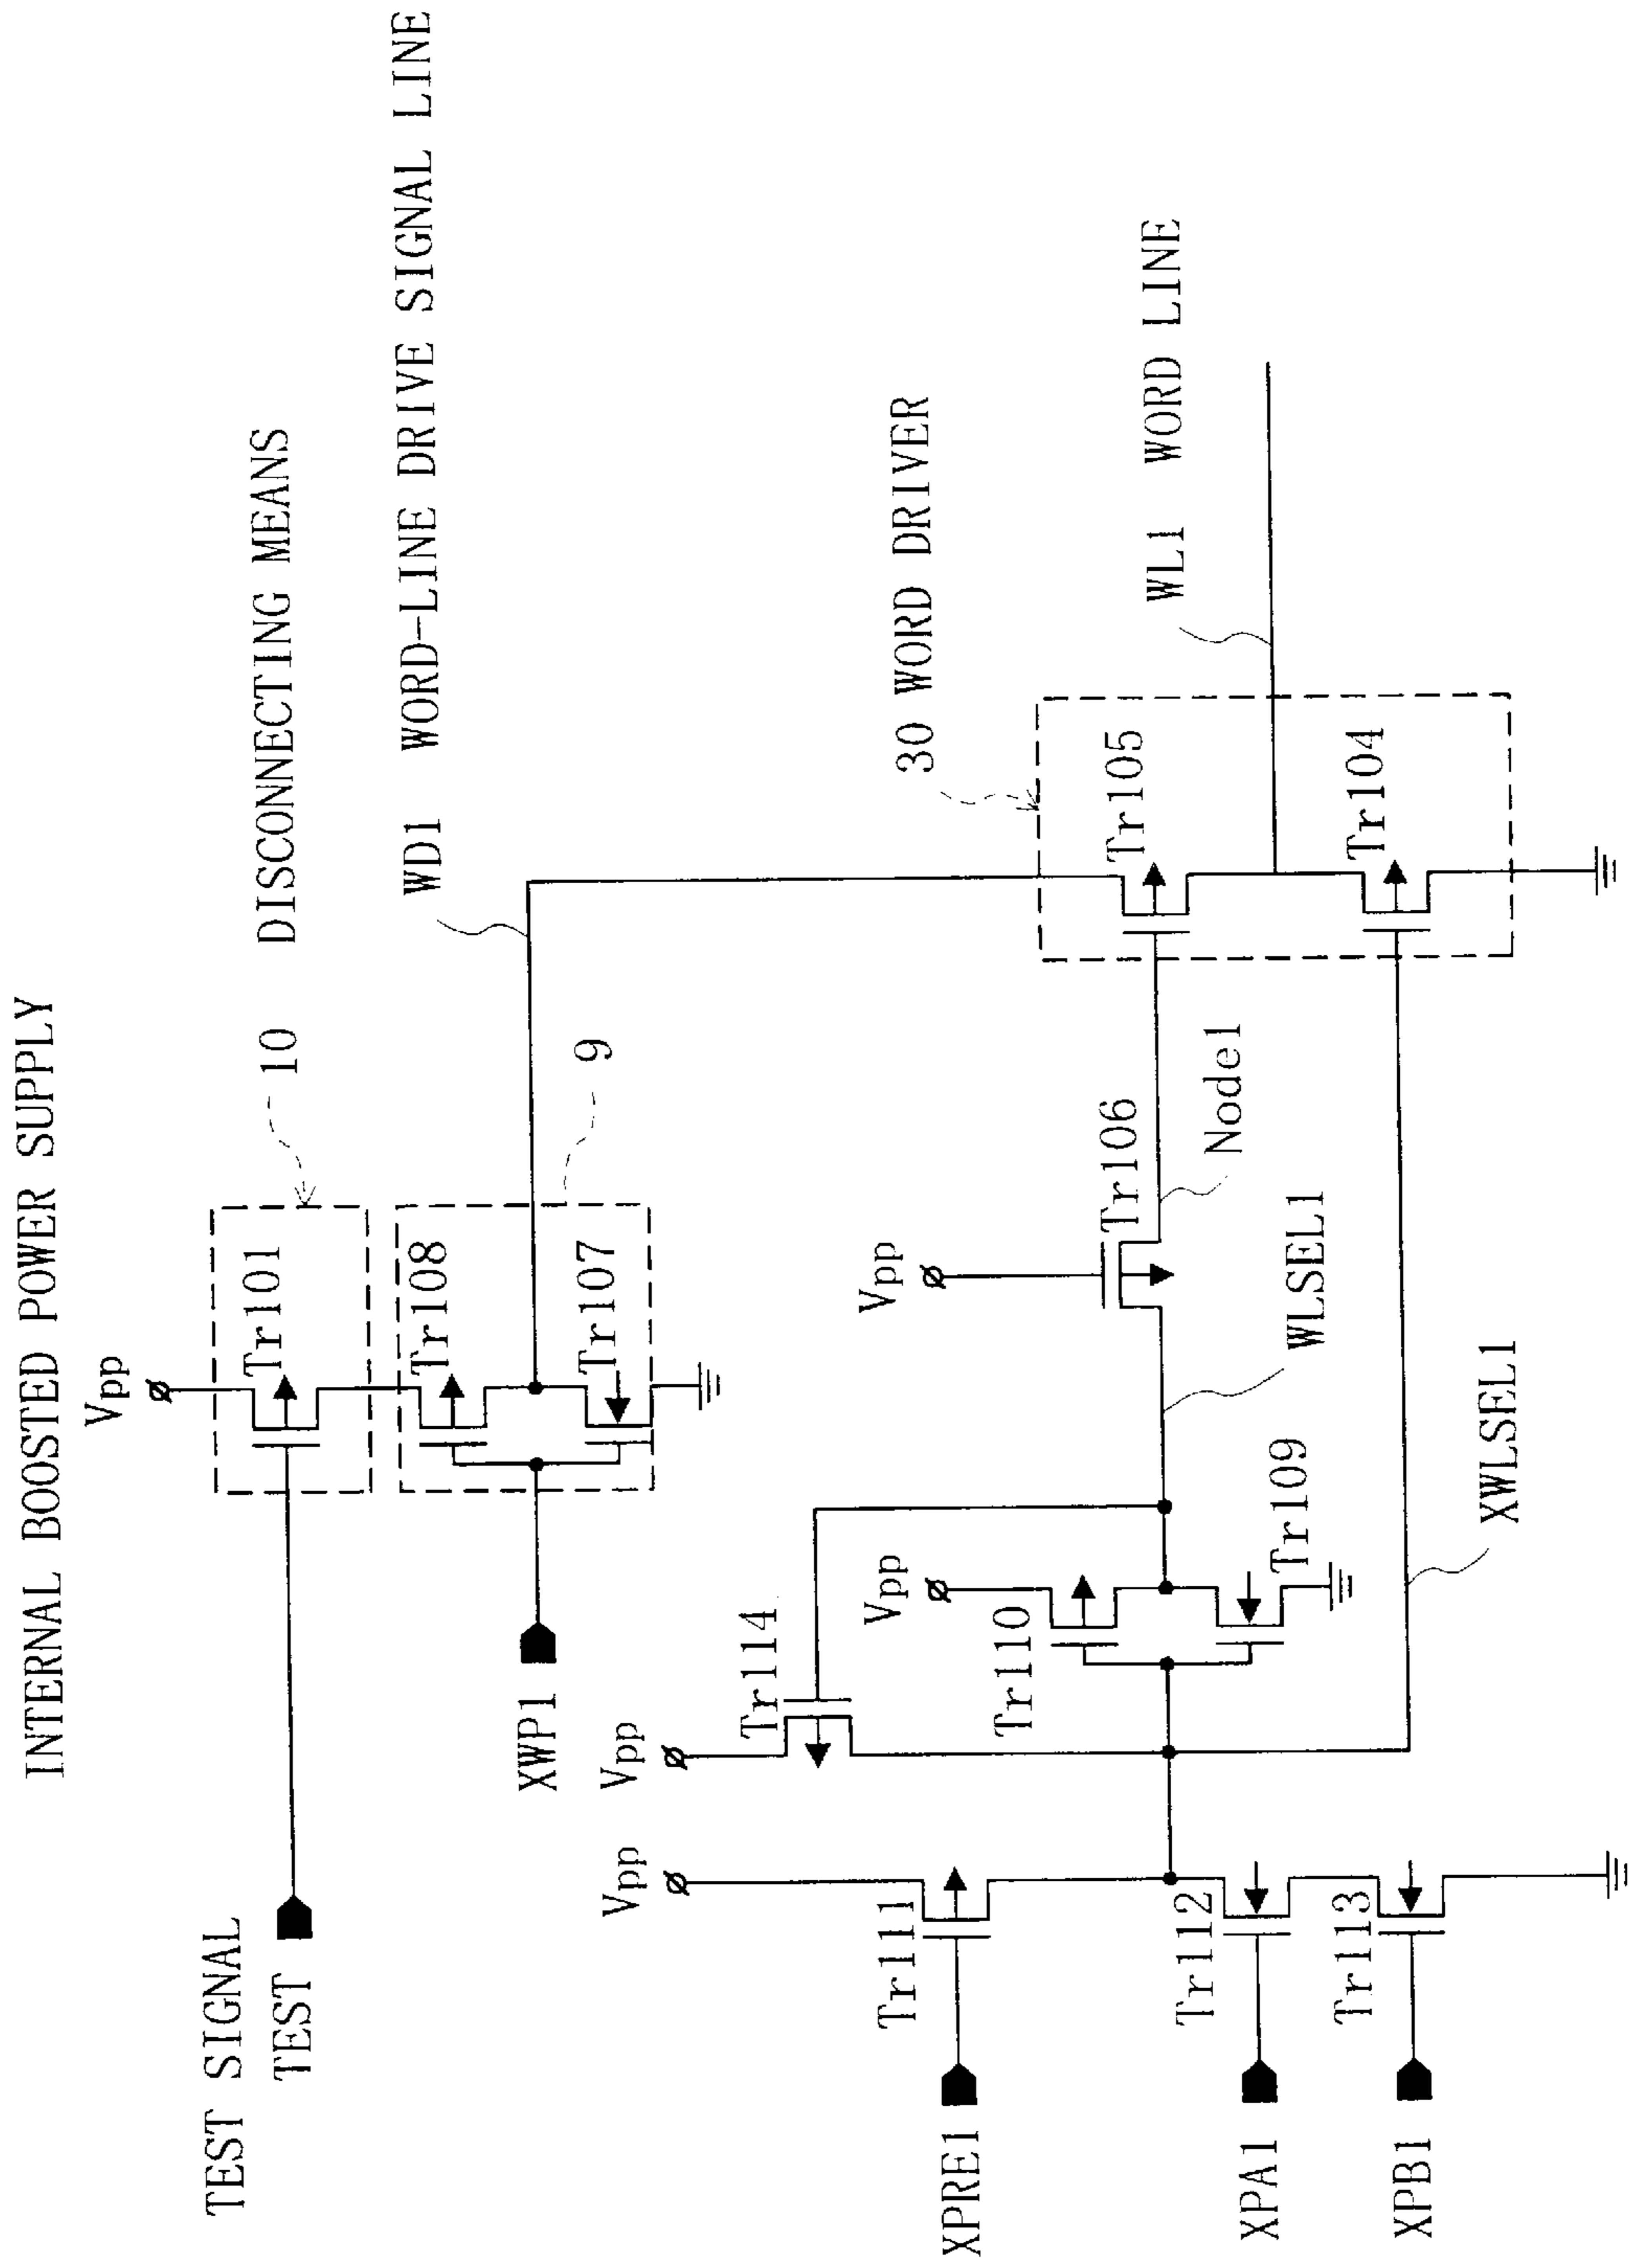 INTERNAL BOOSTED POWER SUPPLY
Vpp
10 DISCONNECTING MEANS
Tr101
TEST SIGNAL
TEST
WD1 WORD-LINE DRIVE SIGNAL LINE
Tr108
9
Tr107
XWP1
Vpp
Vpp
Tr114
Vpp
Vpp
30 WORD DRIVER
Tr111
Tr110
Tr106
Tr105
XPRE1
WL1 WORD LINE
Node1
Tr112
Tr109
WLSEL1
XPA1
Tr113
Tr104
XPB1
XWLSEL1